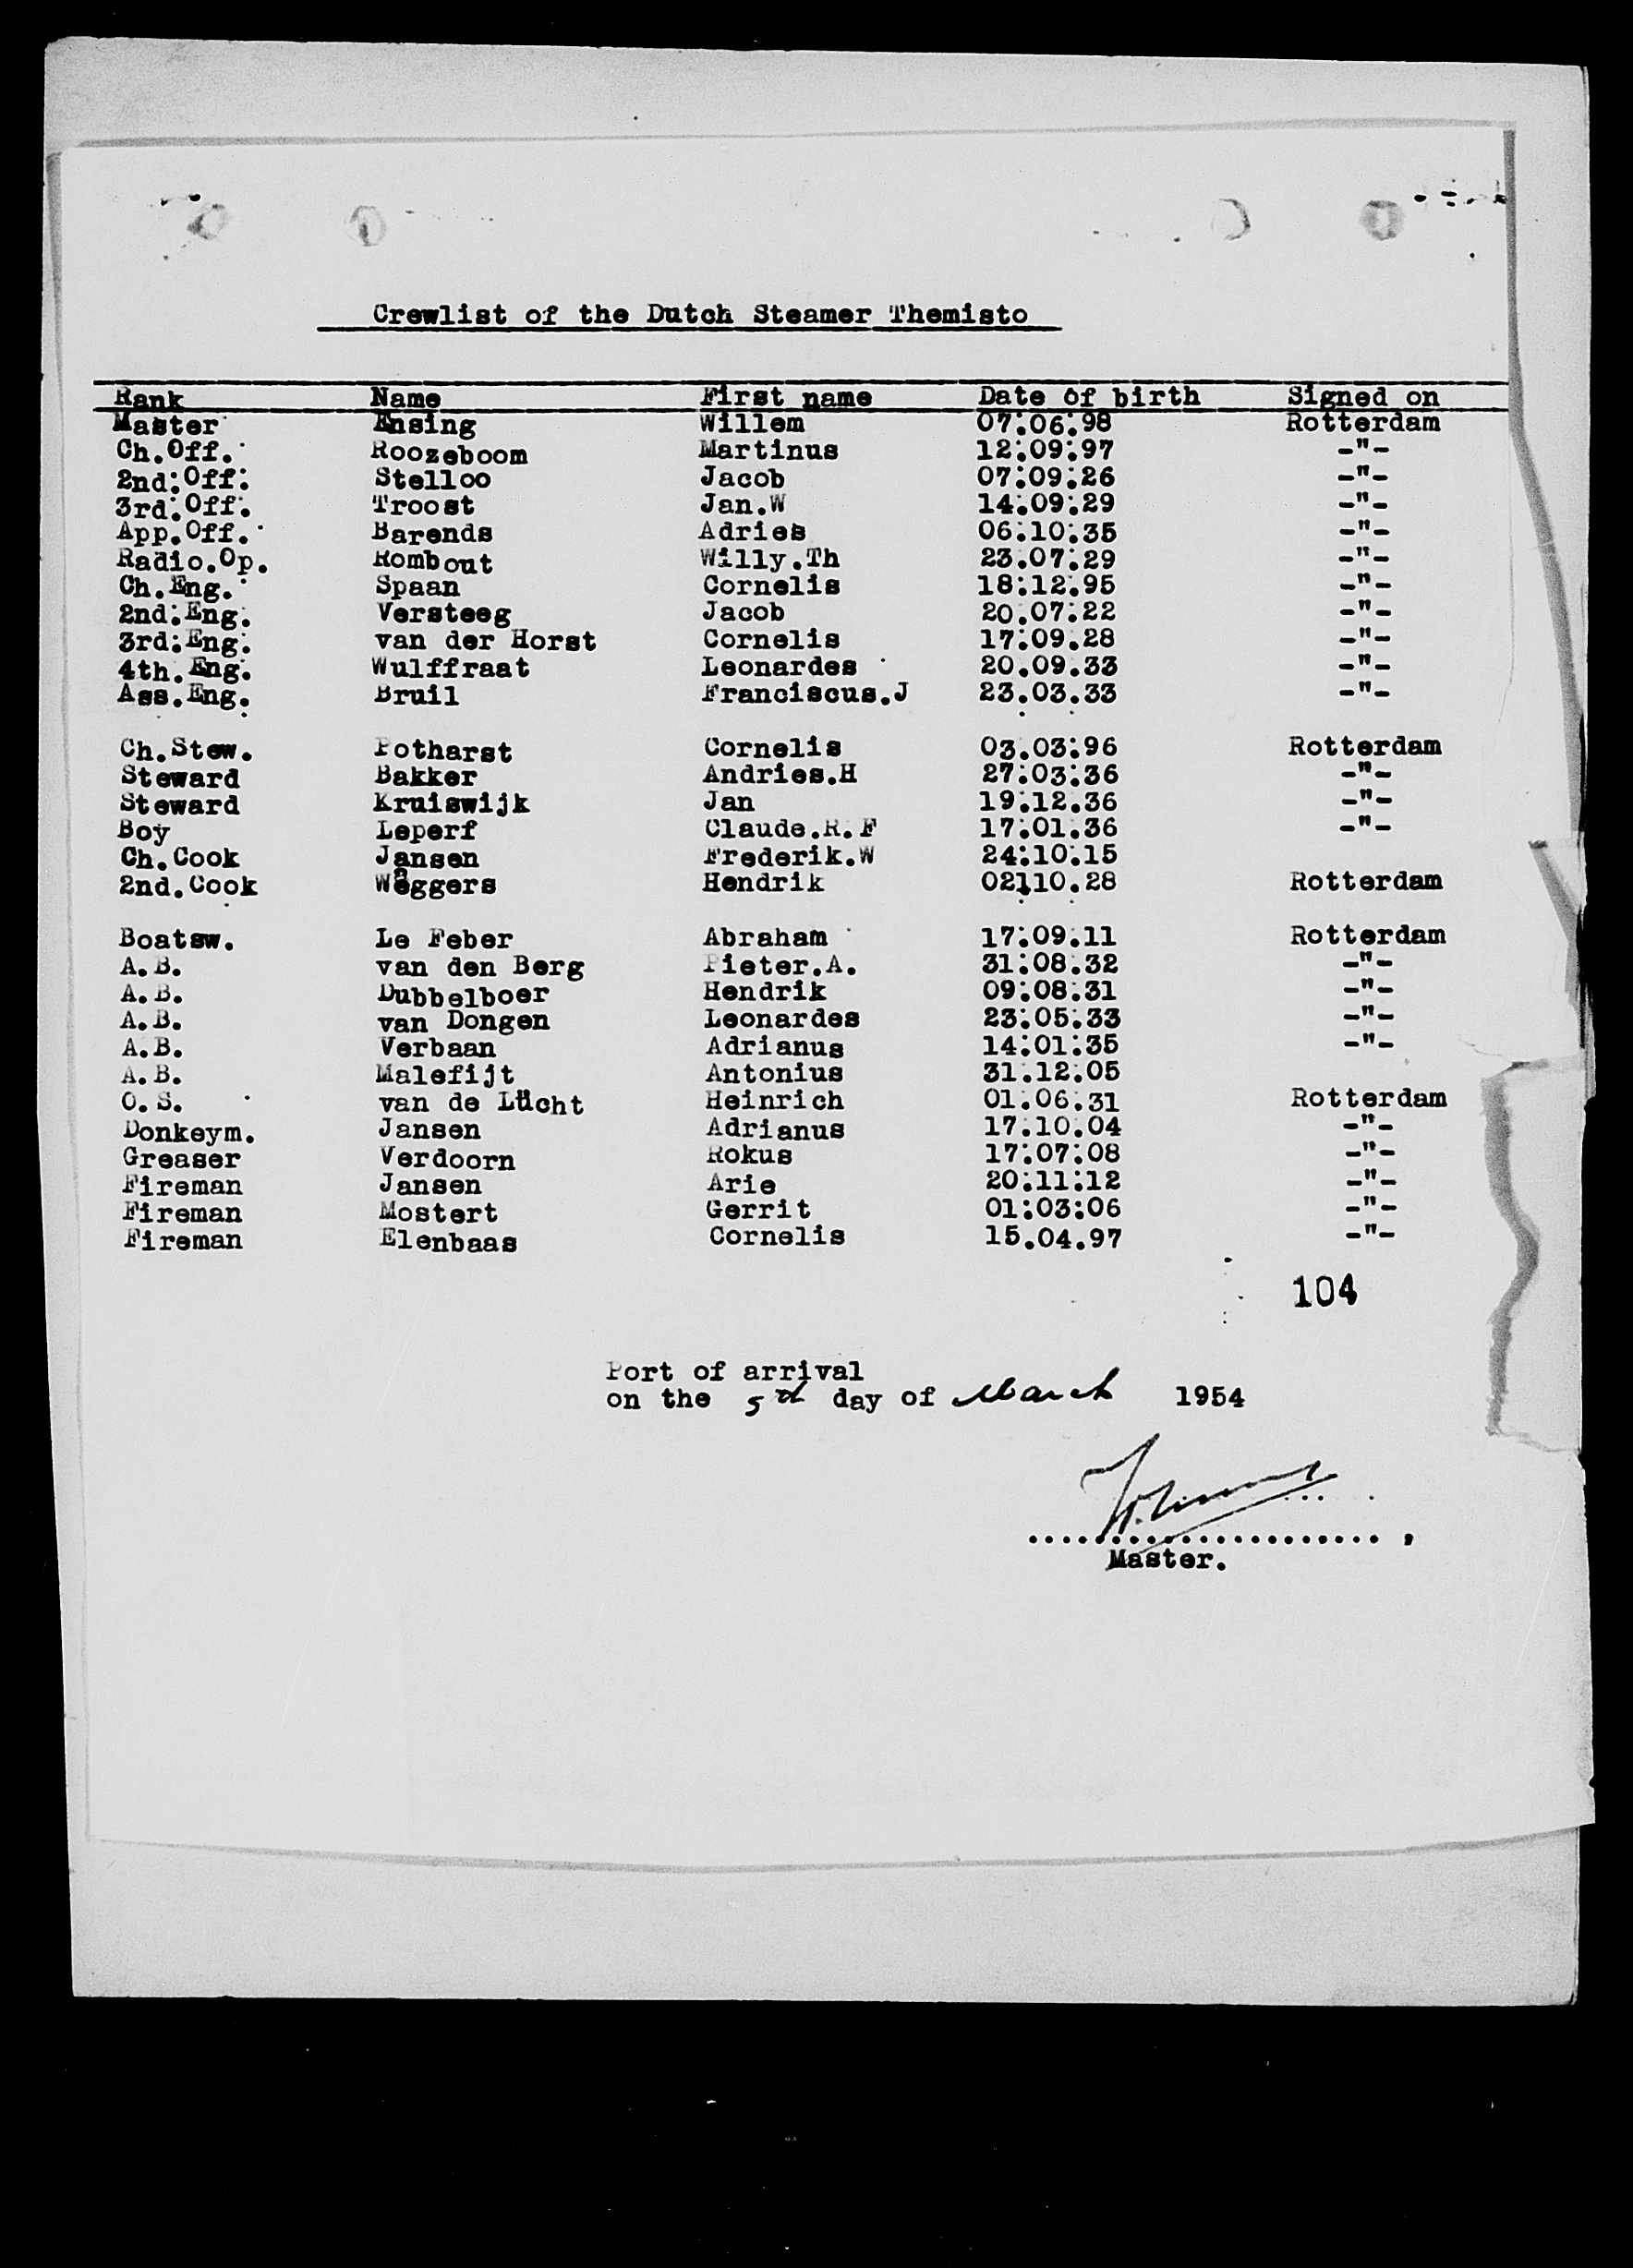 Crewlist of the Dutch Steamer Themisto
Rank Name First name Date of birth Signed on
Master Ensing Willem 07.06.98 Rotterdam
Ch.Off. Roozeboom Martinus 12.09.97 -"-
2nd.Off. Stelloo Jacob 07.09.26 -"-
3rd.Off. Troost Jan.W 14.09.29 -"-
App.Off. Barends Adries 06.10.35 -"-
Radio.Op. Rombout Willy.Th 23.07.29 -"-
Ch.Eng. Spaan Cornelis 18.12.95 -"-
2nd.Eng. Versteeg Jacob 20.07.22 -"-
3rd.Eng. van der Horst Cornelis 17.09.28 -"-
4th.Eng. Wulffraat Leonardes 20.09.33 -"-
Ass.Eng. Bruil Franciscus.J 23.03.33 -"-
Ch.Stew. Potharst Cornelis 03.03.96 Rotterdam
Steward Bakker Andries.H 27.03.36 -"-
Steward Kruiswijk Jan 19.12.36 -"-
Boy Leperf Claude.R.F 17.01.36 -"-
Ch.Cook Jansen Frederik.W 24.10.15
2nd.Cook Weggers Hendrik 02.10.28 Rotterdam
Boatsw. Le Feber Abraham 17.09.11 Rotterdam
A.B. van den Berg Pieter.A. 31.08.32 -"-
A.B. Dubbelboer Hendrik 09.08.31 -"-
A.B. van Dongen Leonardes 23.05.33 -"-
A.B. Verbaan Adrianus 14.01.35 -"-
A.B. Malefijt Antonius 31.12.05
O.S. van de Lücht Heinrich 01.06.31 Rotterdam
Donkeym. Jansen Adrianus 17.10.04 -"-
Greaser Verdoorn Rokus 17.07.08 -"-
Fireman Jansen Arie 20.11.12 -"-
Fireman Mostert Gerrit 01.03.06 -"-
Fireman Elenbaas Cornelis 15.04.97 -"-
104
Port of arrival
on the 5th day of March 1954
Master.